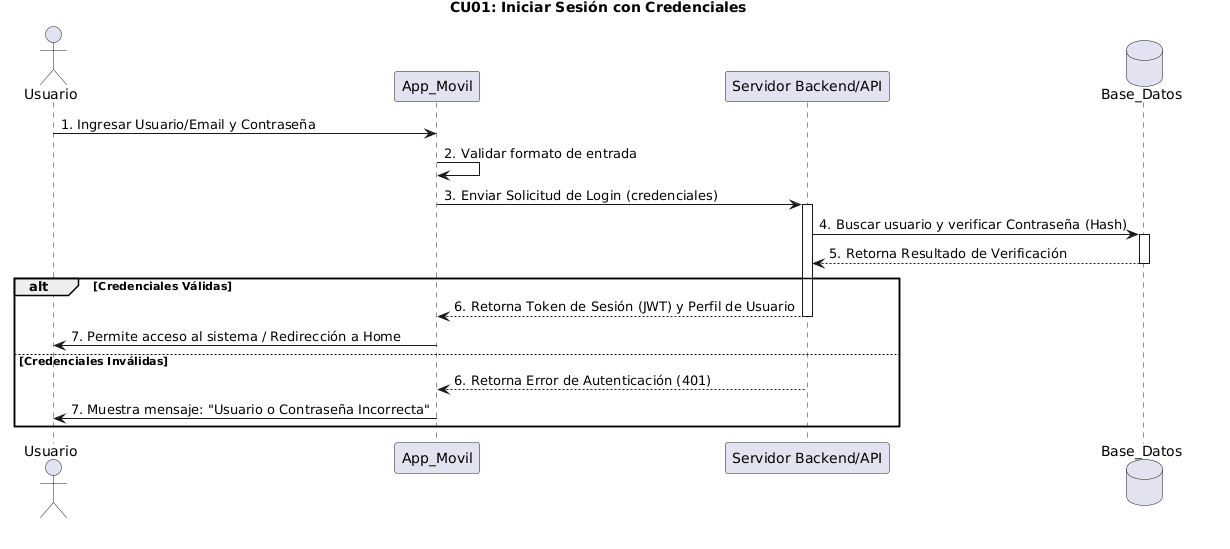 CU01: Iniciar Sesión con Credenciales
Usuario
App_Movil
Servidor Backend/API
Base_Datos
1. Ingresar Usuario/Email y Contraseña
2. Validar formato de entrada
3. Enviar Solicitud de Login (credenciales)
4. Buscar usuario y verificar Contraseña (Hash)
5. Retorna Resultado de Verificación
alt [Credenciales Válidas]
6. Retorna Token de Sesión (JWT) y Perfil de Usuario
7. Permite acceso al sistema / Redirección a Home
[Credenciales Inválidas]
6. Retorna Error de Autenticación (401)
7. Muestra mensaje: "Usuario o Contraseña Incorrecta"
Usuario
App_Movil
Servidor Backend/API
Base_Datos